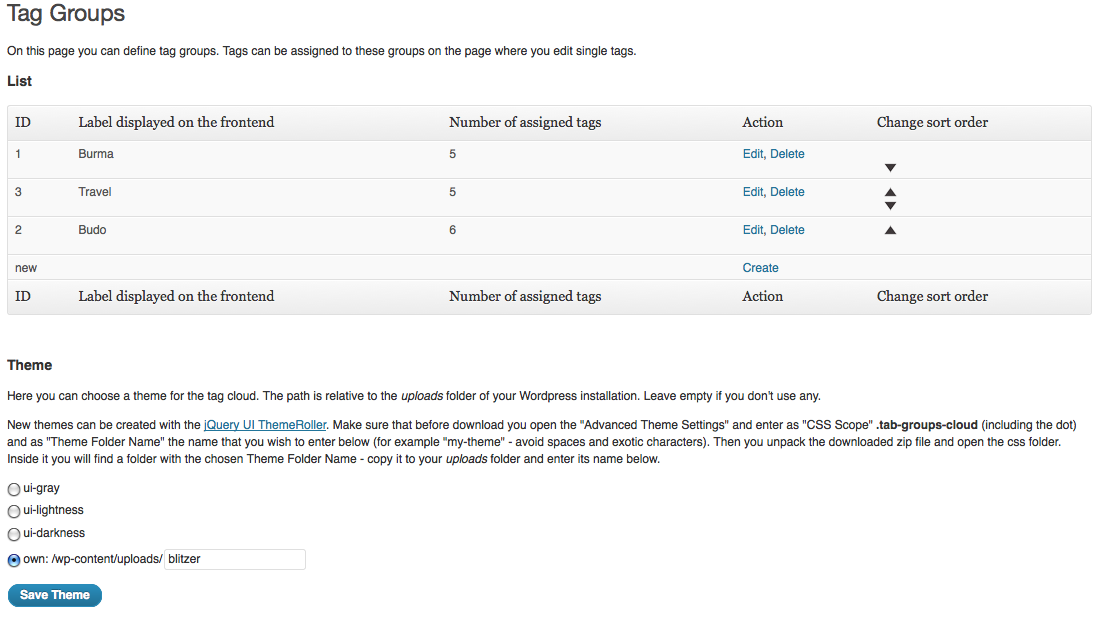 Tag Groups
On this page you can define tag groups. Tags can be assigned to these groups on the page where you edit single tags.
List
ID Label displayed on the frontend Number of assigned tags Action Change sort order
1 Burma 5 Edit, Delete ▼
3 Travel 5 Edit, Delete ▲ ▼
2 Budo 6 Edit, Delete ▲
new Create
ID Label displayed on the frontend Number of assigned tags Action Change sort order
Theme
Here you can choose a theme for the tag cloud. The path is relative to the uploads folder of your Wordpress installation. Leave empty if you don't use any.
New themes can be created with the jQuery UI ThemeRoller. Make sure that before download you open the "Advanced Theme Settings" and enter as "CSS Scope" .tab-groups-cloud (including the dot)
and as "Theme Folder Name" the name that you wish to enter below (for example "my-theme" - avoid spaces and exotic characters). Then you unpack the downloaded zip file and open the css folder.
Inside it you will find a folder with the chosen Theme Folder Name - copy it to your uploads folder and enter its name below.
ui-gray
ui-lightness
ui-darkness
own: /wp-content/uploads/ blitzer
Save Theme